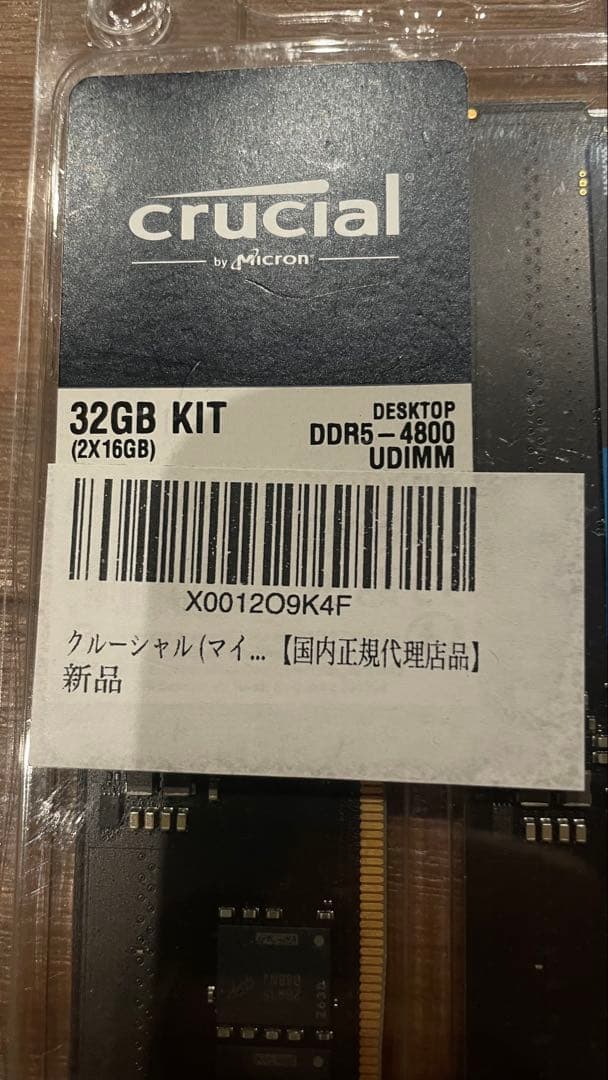 crucial
by Micron
32GB KIT
(2X16GB)
DESKTOP
DDR5-4800
UDIMM
X0012O9K4F
クルーシャル(マイ...【国内正規代理店品】
新品